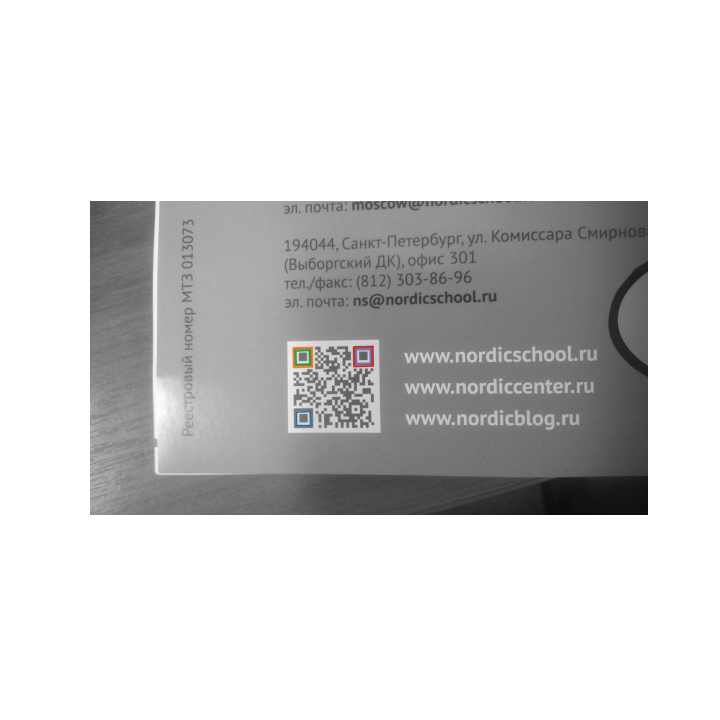 эл. почта:
194044, Санкт-Петербург, ул. Комиссара Смирнова
(Выборгский ДК), офис 301
тел./факс: (812) 303-86-96
эл. почта: ns@nordicschool.ru
www.nordicschool.ru
www.nordiccenter.ru
www.nordicblog.ru
Реестровый номер МТЗ 013073